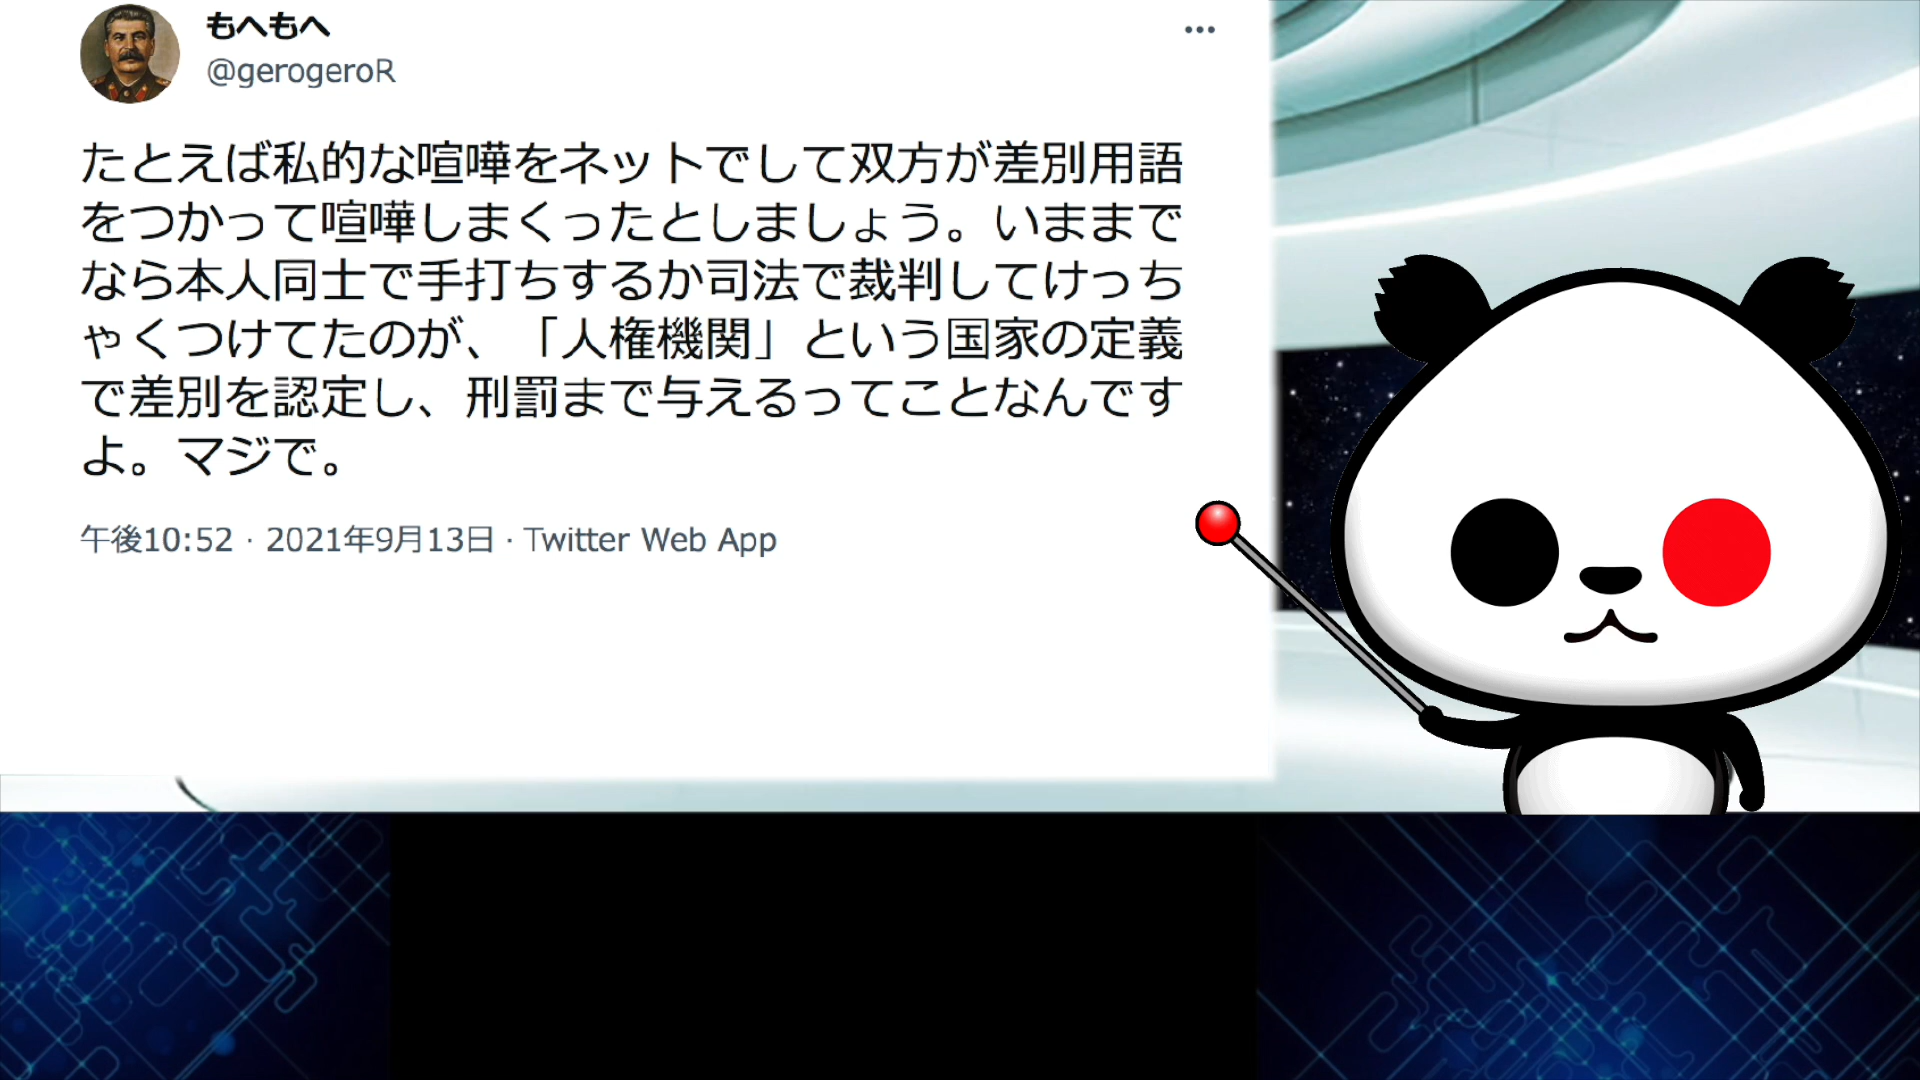 もへもへ
@gerogeroR
たとえば私的な喧嘩をネットでして双方が差別用語
をつかって喧嘩しまくったとしましょう。いままで
なら本人同士で手打ちするか司法で裁判してけっち
ゃくつけてたのが、「人権機関」という国家の定義
で差別を認定し、刑罰まで与えるってことなんです
よ。マジで。
午後10:52 · 2021年9月13日 · Twitter Web App